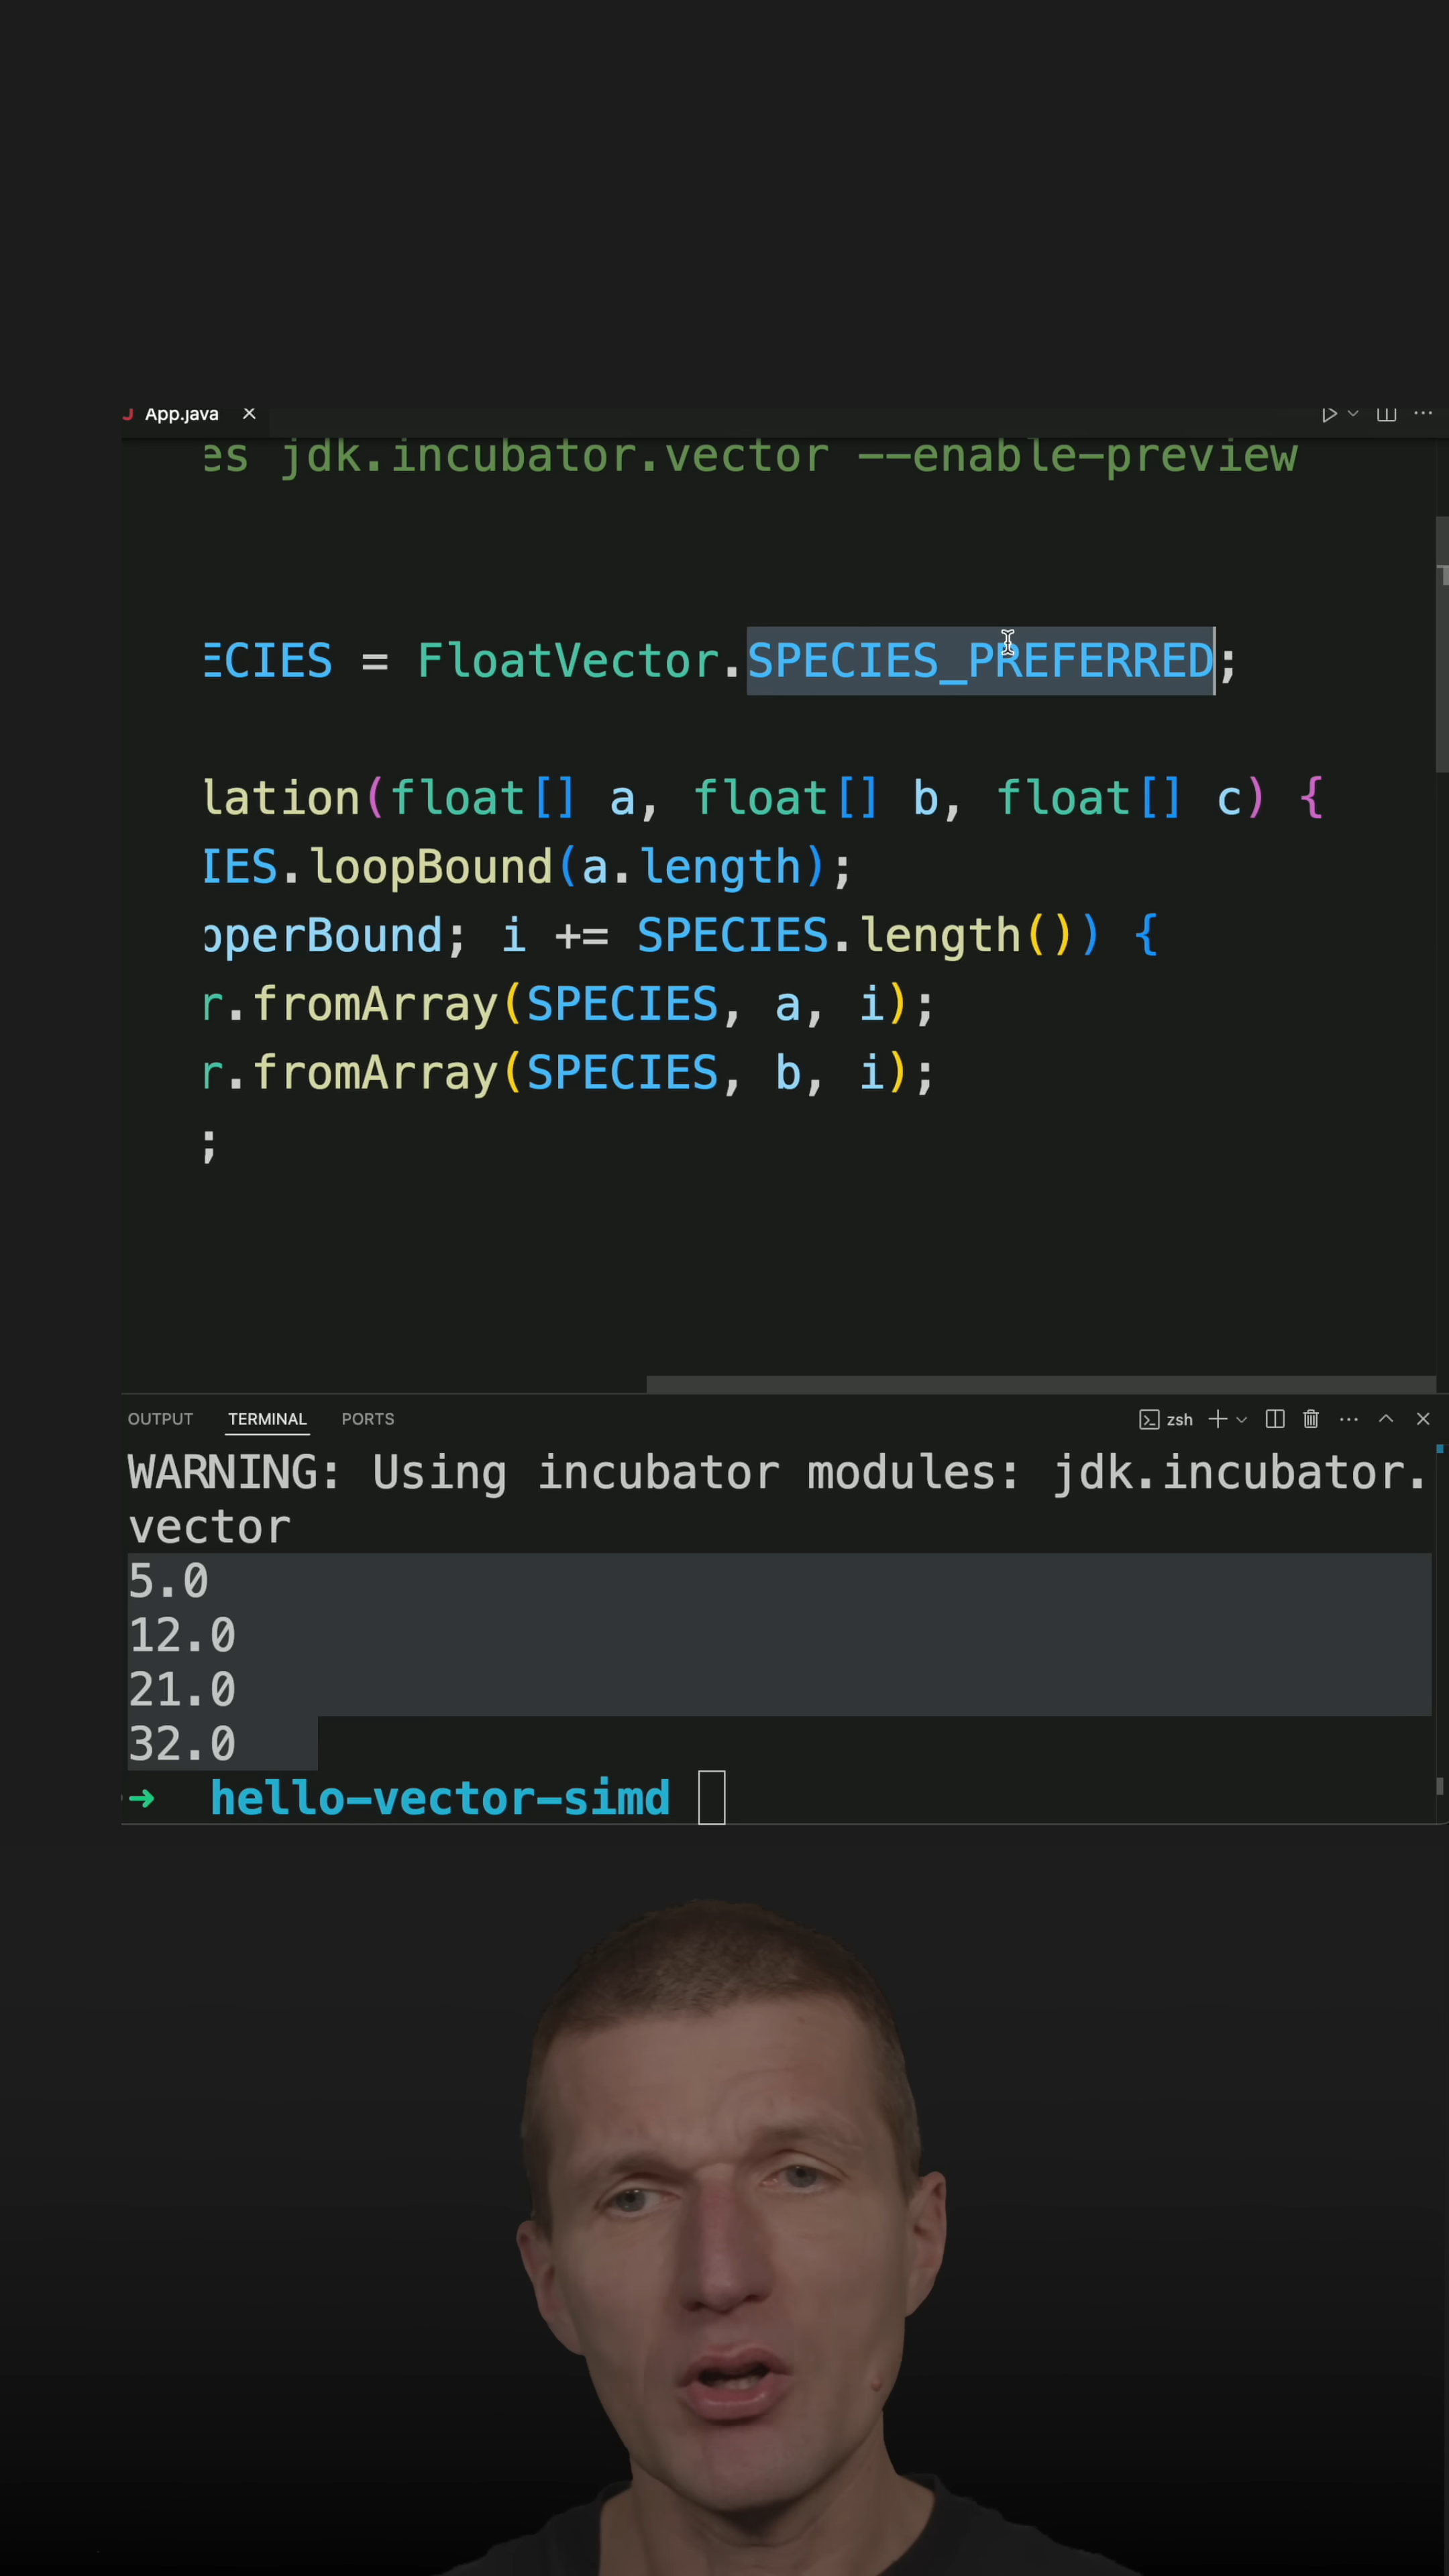 App.java
es jdk.incubator.vector --enable-preview
ECIES = FloatVector.SPECIES_PREFERRED;
lation(float[] a, float[] b, float[] c) {
IES.loopBound(a.length);
pperBound; i += SPECIES.length()) {
r.fromArray(SPECIES, a, i);
r.fromArray(SPECIES, b, i);
;
OUTPUT TERMINAL PORTS zsh
WARNING: Using incubator modules: jdk.incubator.
vector
5.0
12.0
21.0
32.0
➜ hello-vector-simd